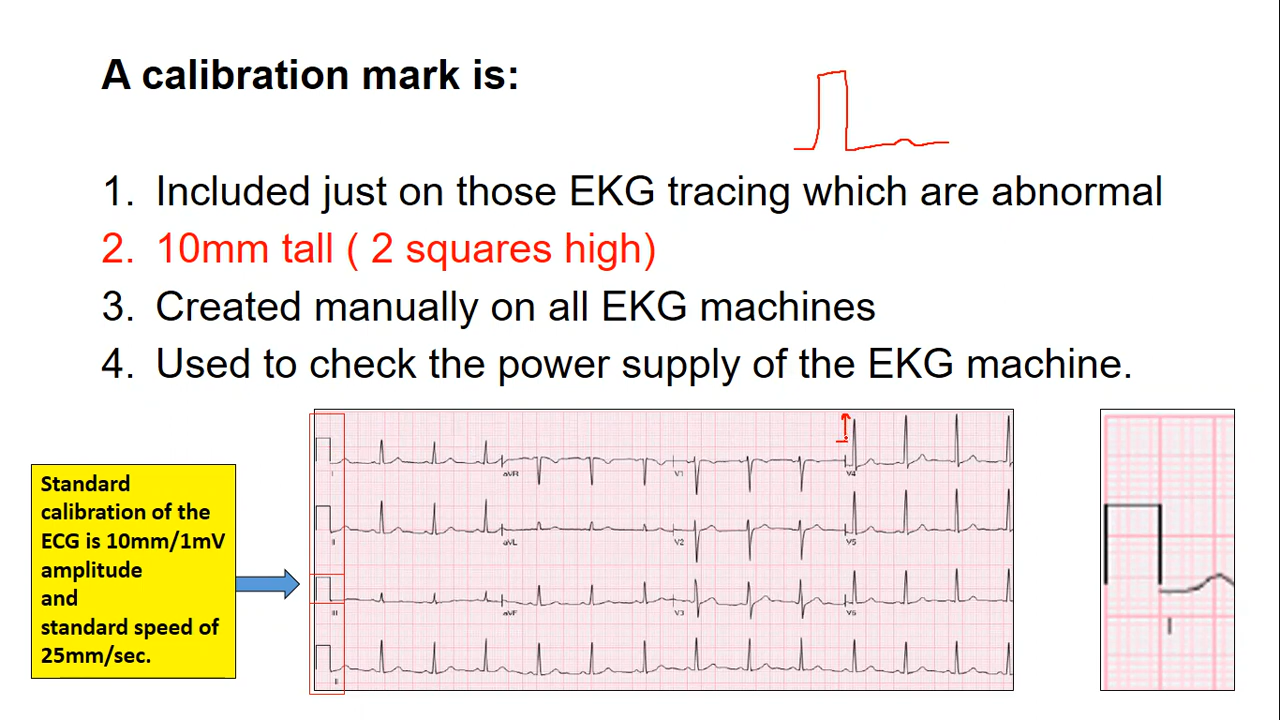 A calibration mark is:
1. Included just on those EKG tracing which are abnormal
2. 10mm tall ( 2 squares high)
3. Created manually on all EKG machines
4. Used to check the power supply of the EKG machine.
Standard
calibration of the
ECG is 10mm/1mV
amplitude
and
standard speed of
25mm/sec.
I aVR V1 V4
II aVL V2 V5
III aVF V3 V6
II
I